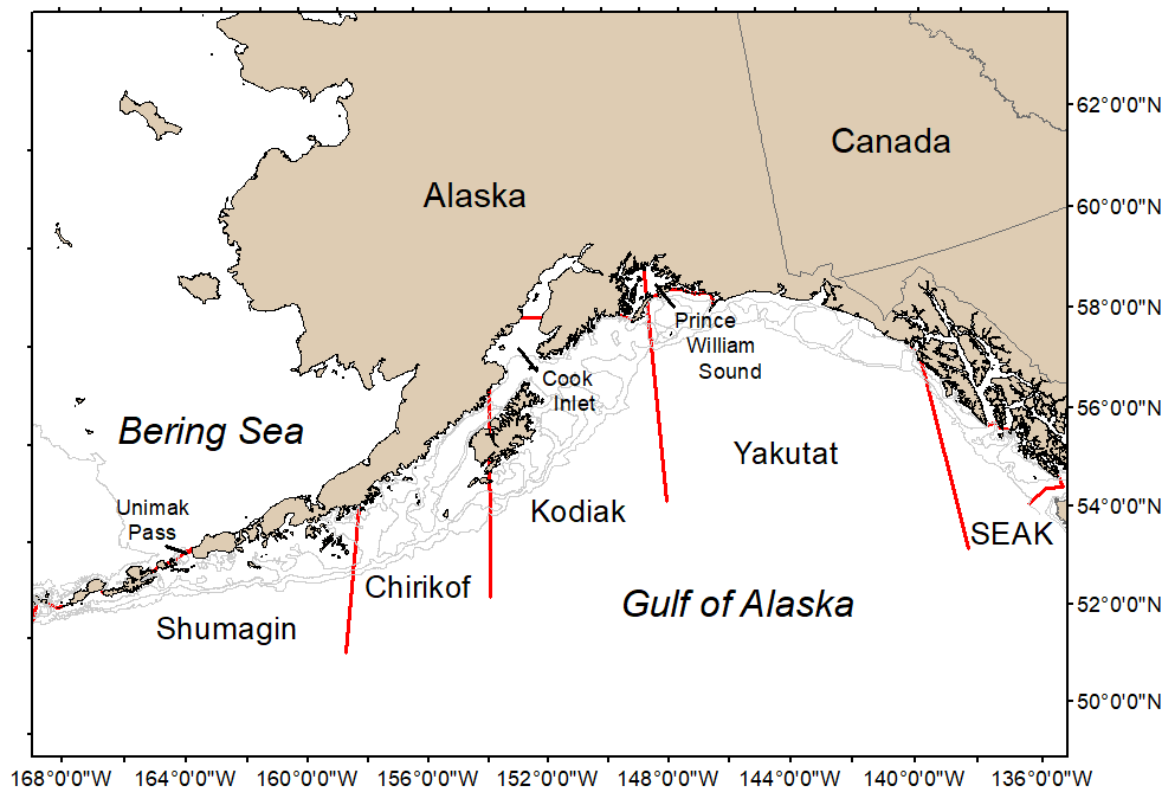 62°0'0"N
Canada
Alaska
60°0'0"N
58°0'0"N
Prince
William
Sound
Cook
Inlet
56°0'0"N
Bering Sea
Yakutat
Unimak
Pass
Kodiak
54°0'0"N
SEAK
Chirikof
Gulf of Alaska
52°0'0"N
Shumagin
50°0'0"N
168°0'0"W 164°0'0"W 160°0'0"W 156°0'0"W 152°0'0"W 148°0'0"W 144°0'0"W 140°0'0"W 136°0'0"W